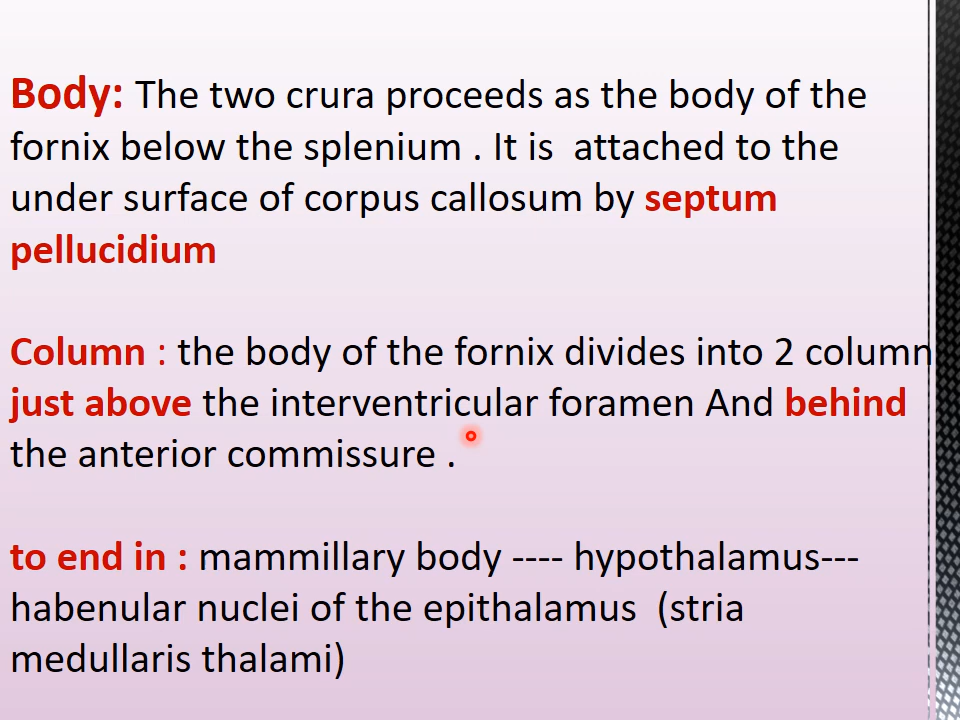 Body: The two crura proceeds as the body of the
fornix below the splenium . It is  attached to the
under surface of corpus callosum by septum
pellucidium
Column : the body of the fornix divides into 2 column
just above the interventricular foramen And behind
the anterior commissure .
to end in : mammillary body ---- hypothalamus---
habenular nuclei of the epithalamus  (stria
medullaris thalami)